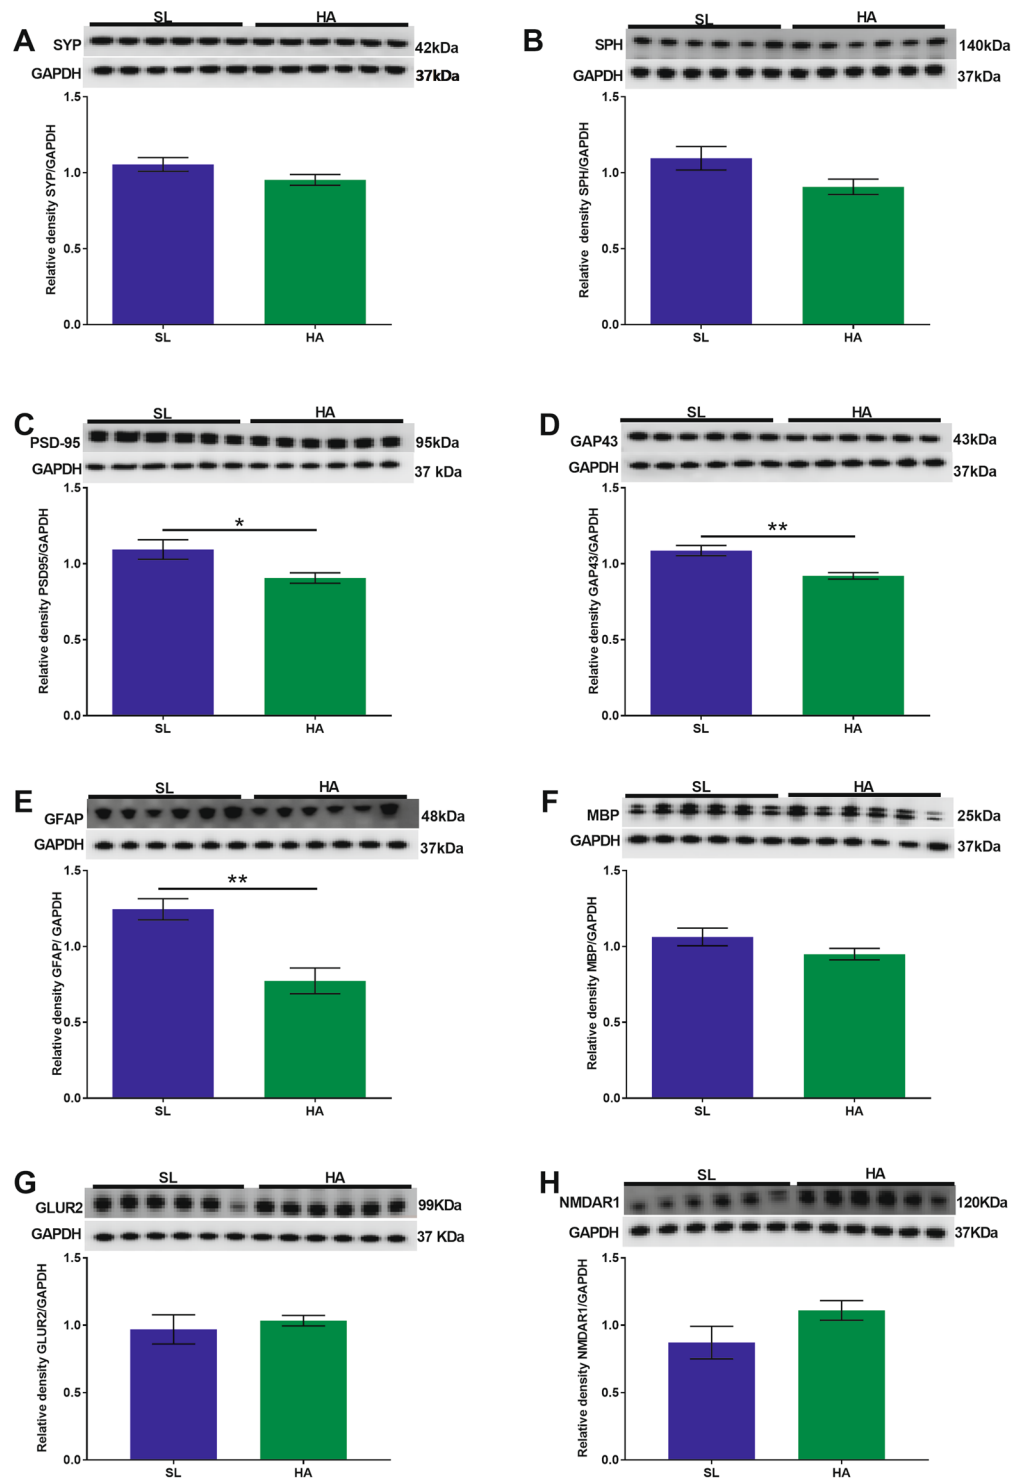 A
SL HA
SYP 42kDa
GAPDH 37kDa
Relative density SYP/GAPDH
1.5
1.0
0.5
0.0
SL HA
B
SL HA
SPH 140kDa
GAPDH 37kDa
Relative density SPH/GAPDH
1.5
1.0
0.5
0.0
SL HA
C
SL HA
PSD-95 95kDa
GAPDH 37 kDa
Relative density PSD95/GAPDH
1.5
1.0
0.5
0.0
*
SL HA
D
SL HA
GAP43 43kDa
GAPDH 37kDa
Relative density GAP43/GAPDH
1.5
1.0
0.5
0.0
**
SL HA
E
SL HA
GFAP 48kDa
GAPDH 37kDa
Relative density GFAP/ GAPDH
1.5
1.0
0.5
0.0
**
SL HA
F
SL HA
MBP 25kDa
GAPDH 37kDa
Relative density MBP/GAPDH
1.5
1.0
0.5
0.0
SL HA
G
SL HA
GLUR2 99KDa
GAPDH 37 KDa
Relative density GLUR2/GAPDH
1.5
1.0
0.5
0.0
SL HA
H
SL HA
NMDAR1 120KDa
GAPDH 37KDa
Relative density NMDAR1/GAPDH
1.5
1.0
0.5
0.0
SL HA